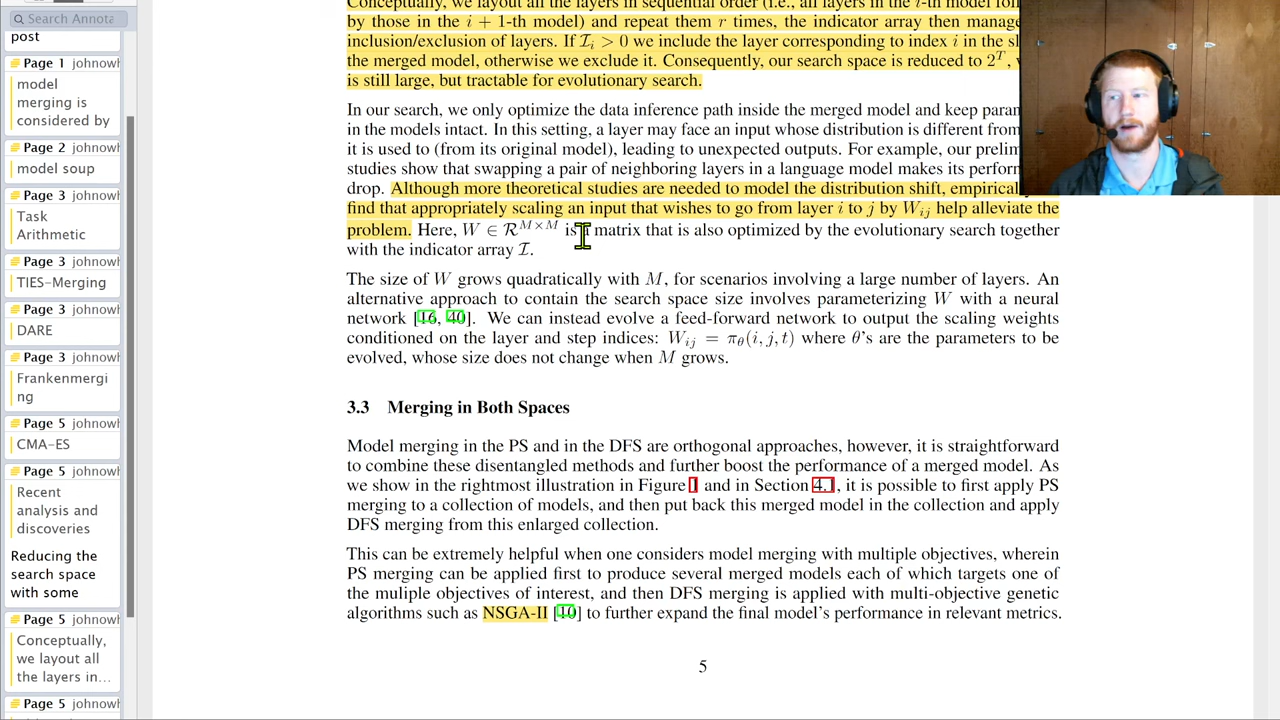 Search Annota
post
Page 1 johnowh
model
merging is
considered by
Page 2 johnowh
model soup
Page 3 johnowh
Task
Arithmetic
Page 3 johnowh
TIES-Merging
Page 3 johnowh
DARE
Page 3 johnowh
Frankenmergi
ng
Page 5 johnowh
CMA-ES
Page 5 johnowh
Recent
analysis and
discoveries
Reducing the
search space
with some
Page 5 johnowh
Conceptually,
we layout all
the layers in...
Page 5 johnowh
Conceptually, we layout all the layers in sequential order (i.e., all layers in the i-th model
by those in the i + 1-th model) and repeat them r times, the indicator array then manage
inclusion/exclusion of layers. If ℐᵢ > 0 we include the layer corresponding to index i in the
the merged model, otherwise we exclude it. Consequently, our search space is reduced to 2ᵀ,
is still large, but tractable for evolutionary search.
In our search, we only optimize the data inference path inside the merged model and keep param
in the models intact. In this setting, a layer may face an input whose distribution is different from
it is used to (from its original model), leading to unexpected outputs. For example, our prelim
studies show that swapping a pair of neighboring layers in a language model makes its perform
drop. Although more theoretical studies are needed to model the distribution shift, empirical
find that appropriately scaling an input that wishes to go from layer i to j by Wᵢⱼ help alleviate the
problem. Here, W ∈ ℛ^{M×M} is a matrix that is also optimized by the evolutionary search together
with the indicator array ℐ.
The size of W grows quadratically with M, for scenarios involving a large number of layers. An
alternative approach to contain the search space size involves parameterizing W with a neural
network [16, 40]. We can instead evolve a feed-forward network to output the scaling weights
conditioned on the layer and step indices: Wᵢⱼ = π_θ(i, j, t) where θ's are the parameters to be
evolved, whose size does not change when M grows.
3.3 Merging in Both Spaces
Model merging in the PS and in the DFS are orthogonal approaches, however, it is straightforward
to combine these disentangled methods and further boost the performance of a merged model. As
we show in the rightmost illustration in Figure 1 and in Section 4.1, it is possible to first apply PS
merging to a collection of models, and then put back this merged model in the collection and apply
DFS merging from this enlarged collection.
This can be extremely helpful when one considers model merging with multiple objectives, wherein
PS merging can be applied first to produce several merged models each of which targets one of
the muliple objectives of interest, and then DFS merging is applied with multi-objective genetic
algorithms such as NSGA-II [10] to further expand the final model's performance in relevant metrics.
5